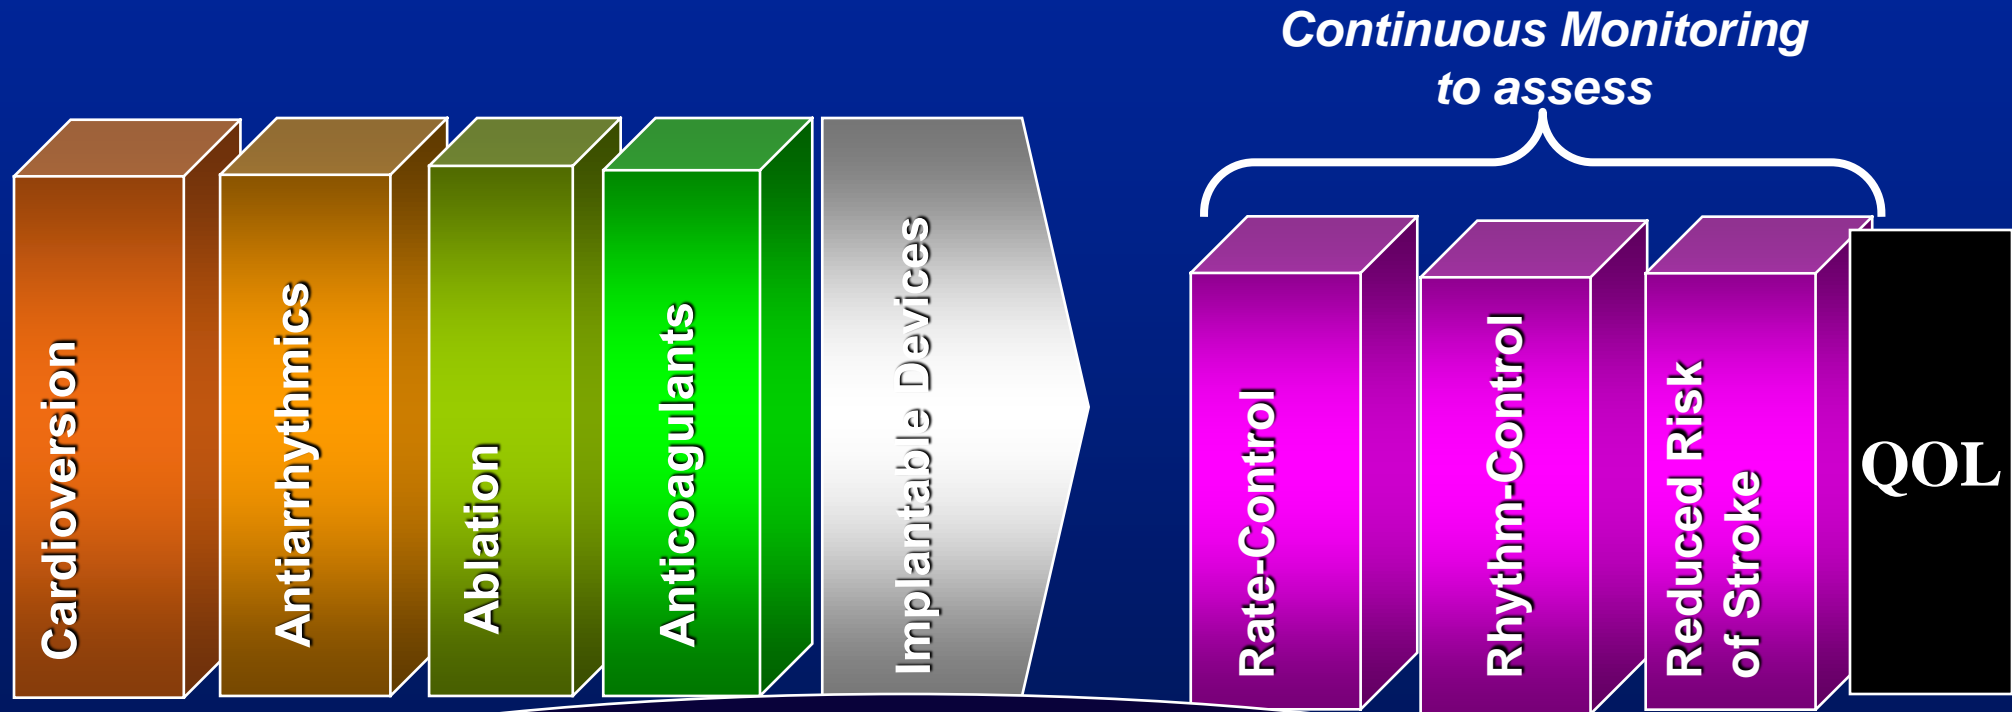 Continuous Monitoring
to assess
Cardioversion
Antiarrhythmics
Ablation
Anticoagulants
Implantable Devices
Rate-Control
Rhythm-Control
Reduced Risk
of Stroke
QOL